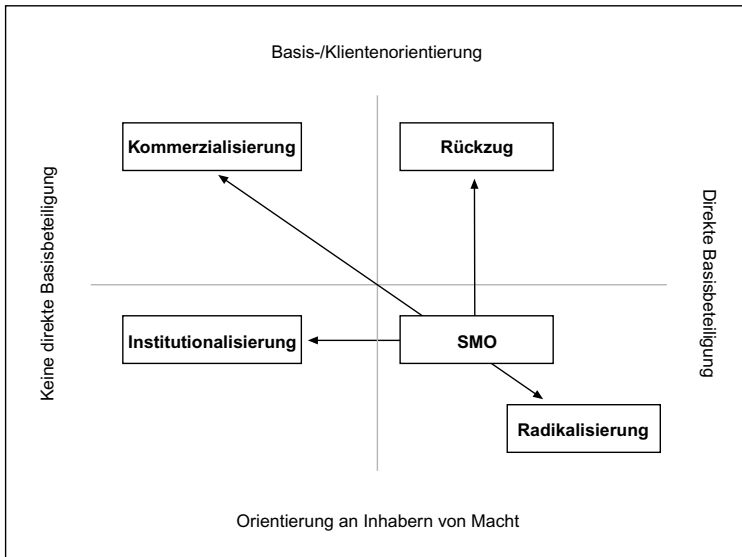 Basis-/Klientenorientierung
Kommerzialisierung
Rückzug
Keine direkte Basisbeteiligung
Direkte Basisbeteiligung
Institutionalisierung
SMO
Radikalisierung
Orientierung an Inhabern von Macht